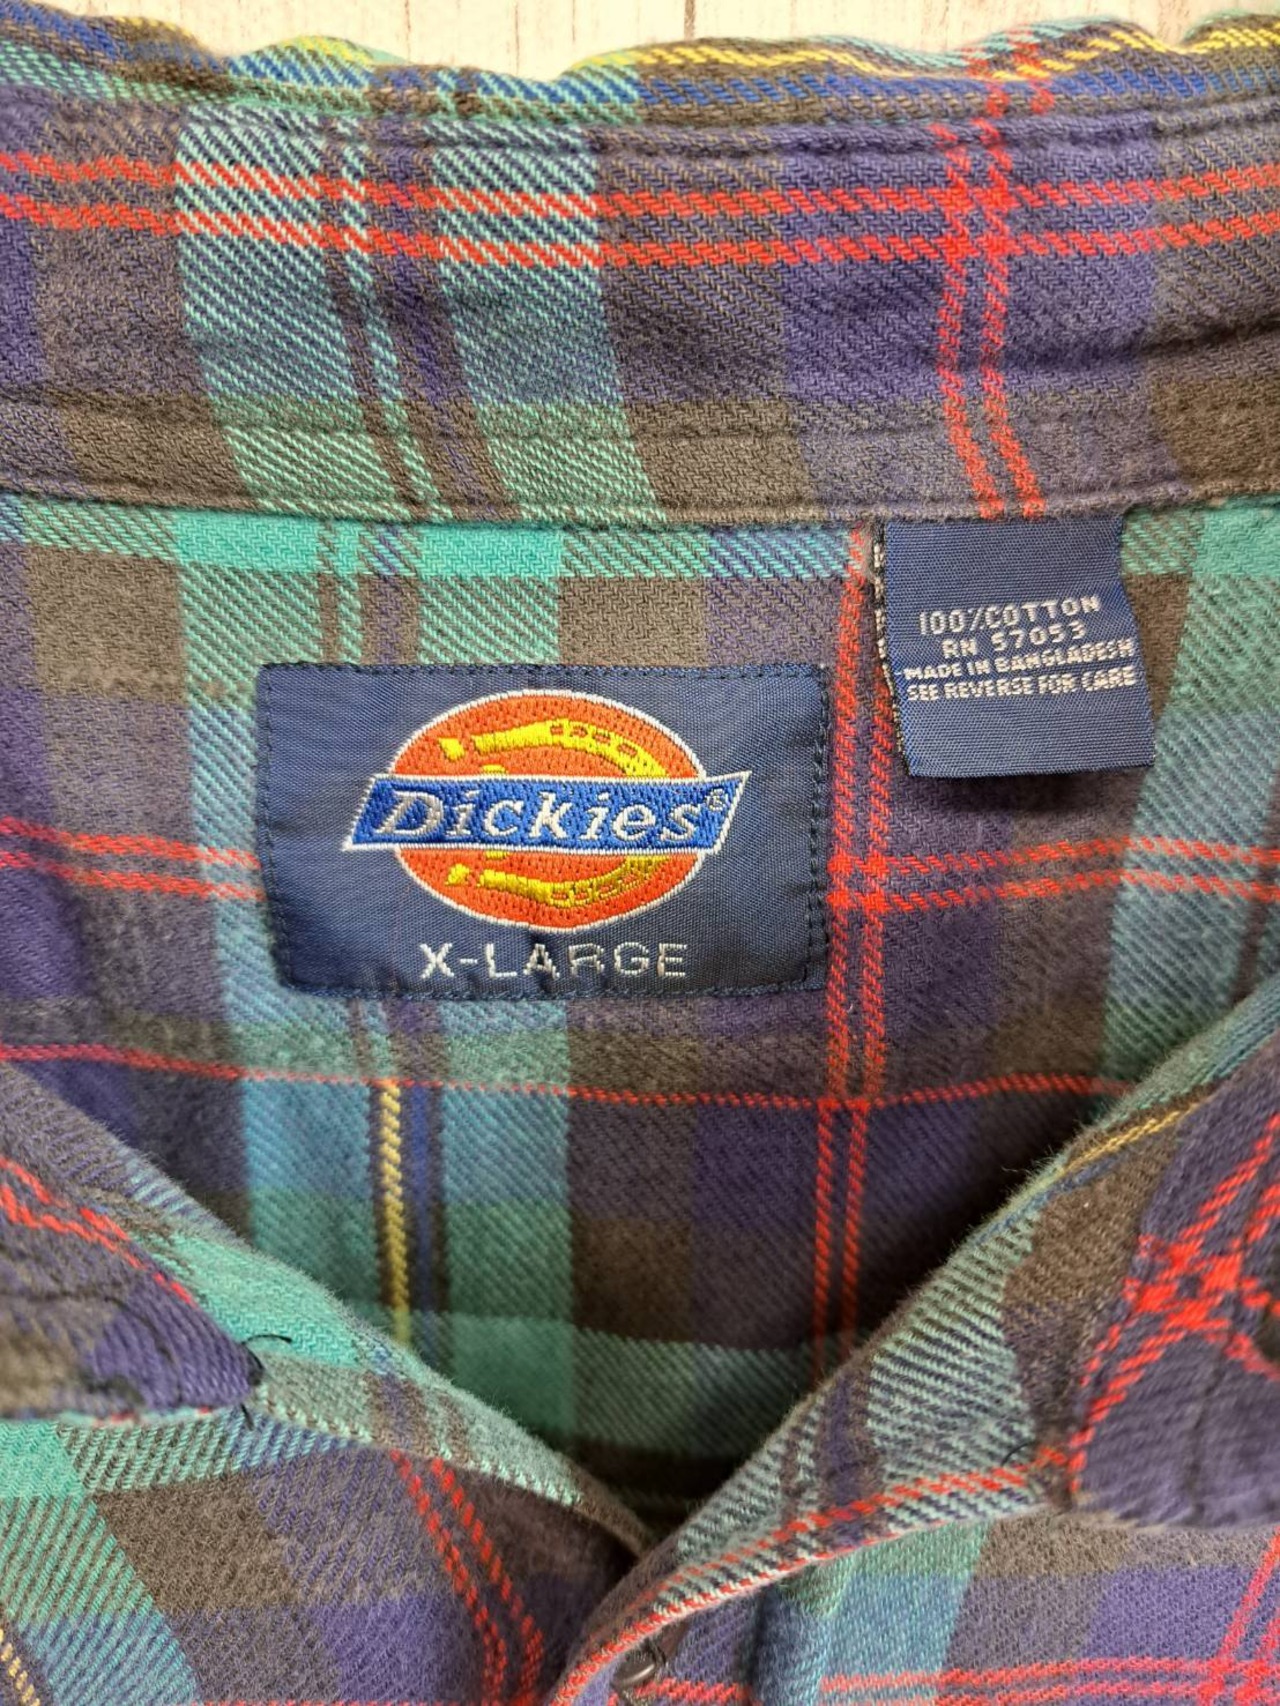 100%COTTON
RN 57053
MADE IN BANGLADESH
SEE REVERSE FOR CARE
Dickies®
X-LARGE